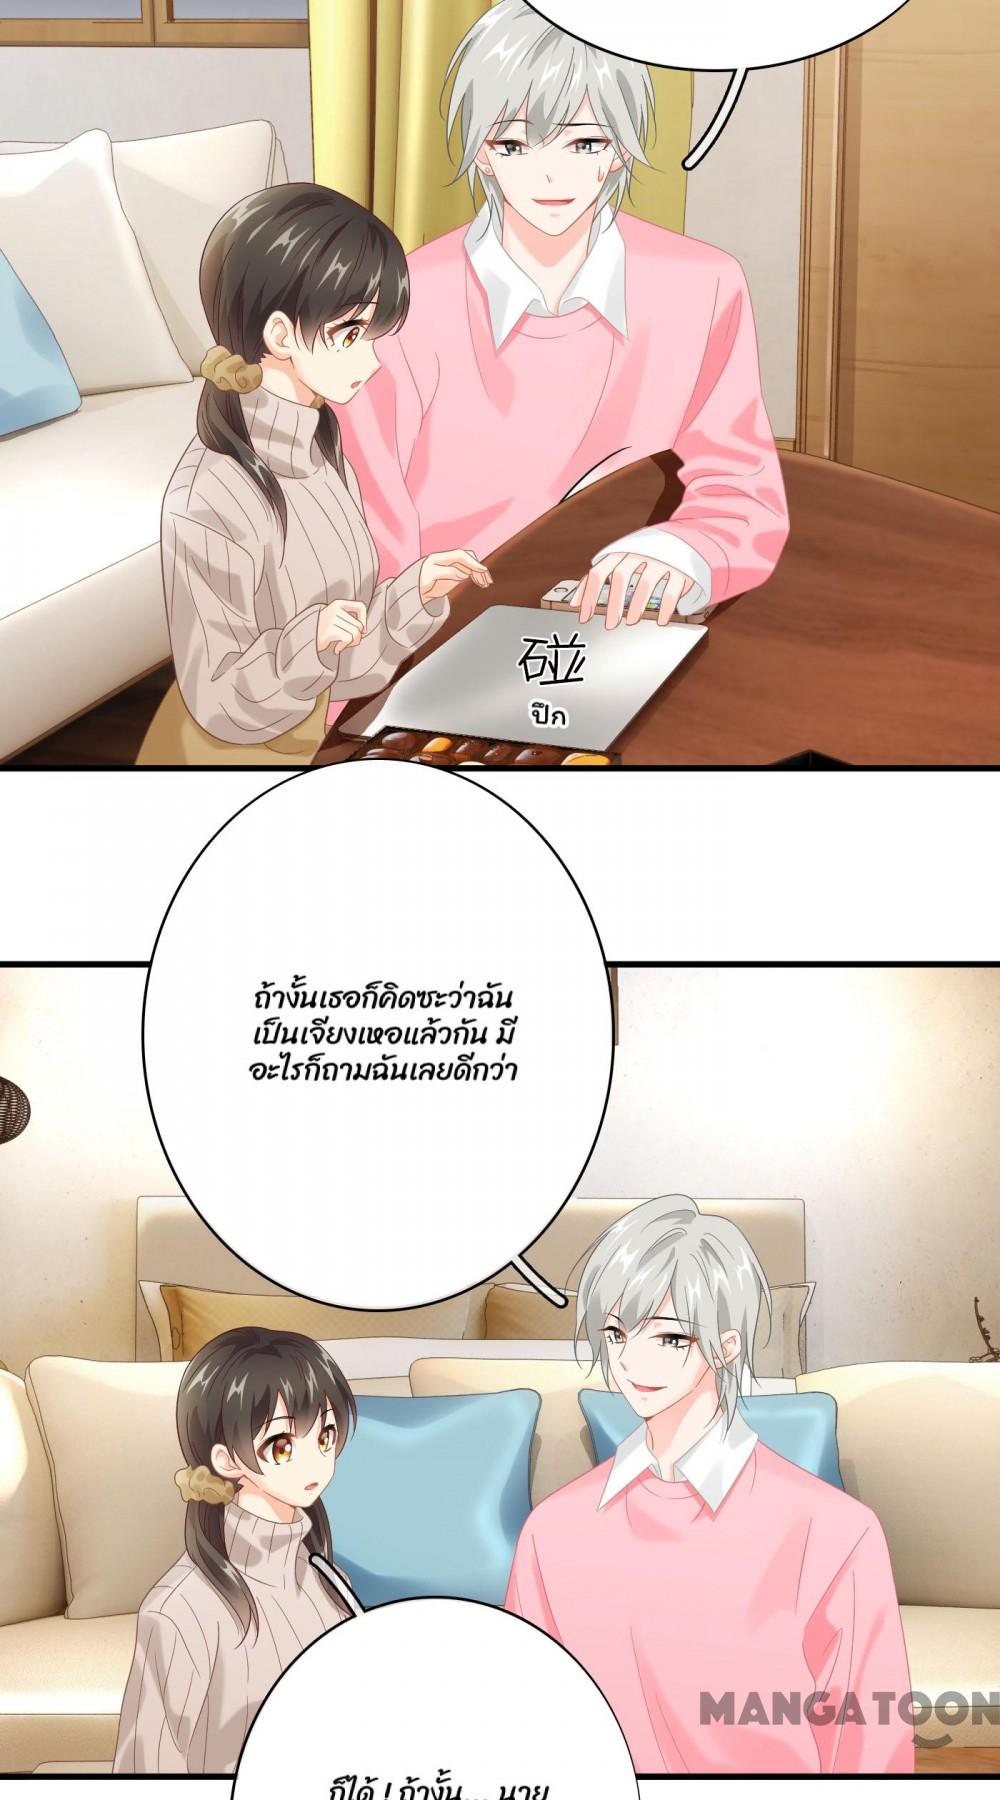 碰
ปึก
ถ้างั้นเธอก็คิดซะว่าฉัน
เป็นเจียงเหอแล้วกัน มี
อะไรก็ถามฉันเลยดีกว่า
MANGATOON
ก็ได้ ! ถ้างั้น.... นาย